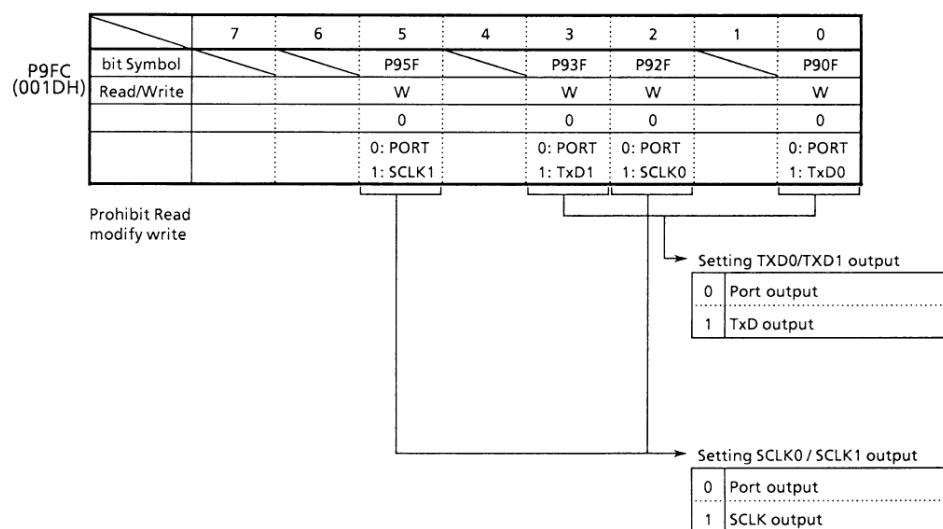 7 6 5 4 3 2 1 0
P9FC
(001DH)
bit Symbol P95F P93F P92F P90F
Read/Write W W W W
0 0 0 0
0: PORT 0: PORT 0: PORT 0: PORT
1: SCLK1 1: TxD1 1: SCLK0 1: TxD0
Prohibit Read
modify write
Setting TXD0/TXD1 output
0 Port output
1 TxD output
Setting SCLK0 / SCLK1 output
0 Port output
1 SCLK output